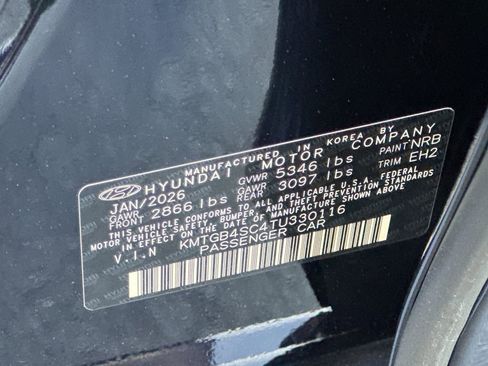 MANUFACTURED IN KOREA BY
HYUNDAI MOTOR COMPANY
JAN/2026 GVWR 5346 lbs PAINT NRB
GAWR FRONT 2866 lbs GAWR REAR 3097 lbs TRIM EH2
THIS VEHICLE CONFORMS TO ALL APPLICABLE U.S.A. FEDERAL
MOTOR VEHICLE SAFETY, BUMPER, AND THEFT PREVENTION STANDARDS IN EFFECT ON THE DATE OF MANUFACTURE SHOWN ABOVE.
V.I.N KMTGB4SC4TU330116
PASSENGER CAR